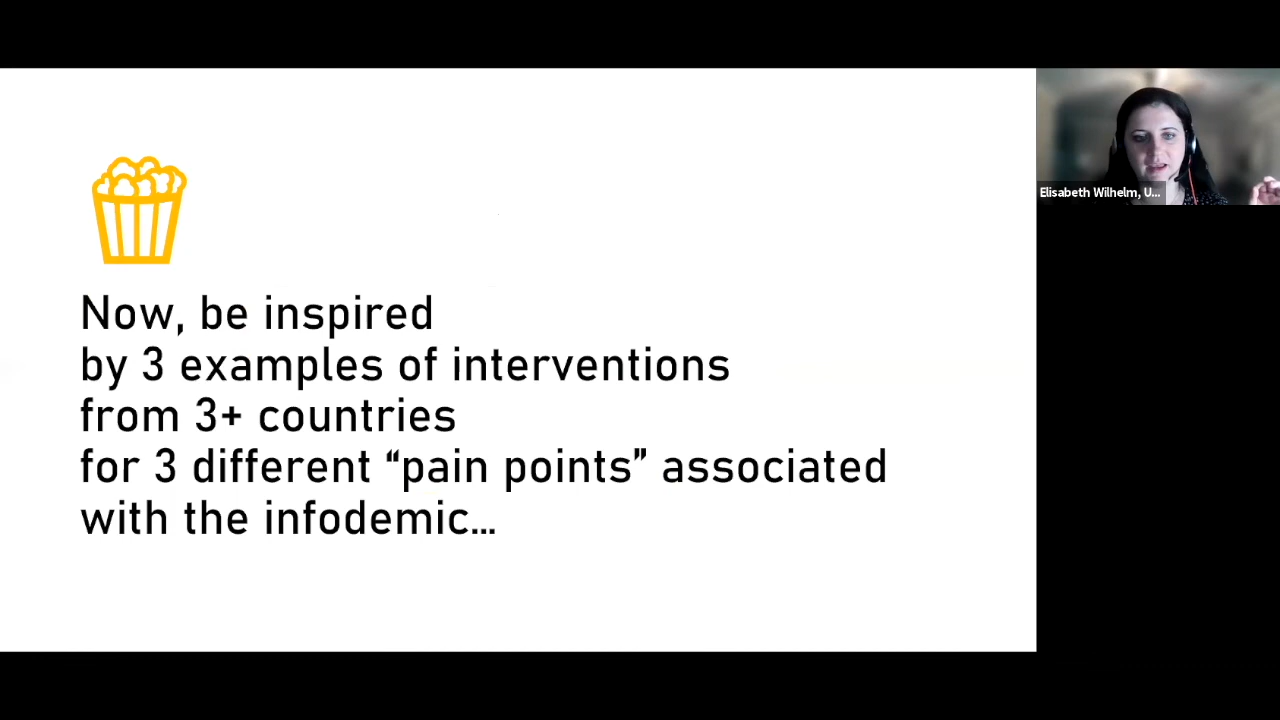 Now, be inspired
by 3 examples of interventions
from 3+ countries
for 3 different “pain points” associated
with the infodemic...
Elisabeth Wilhelm, U...